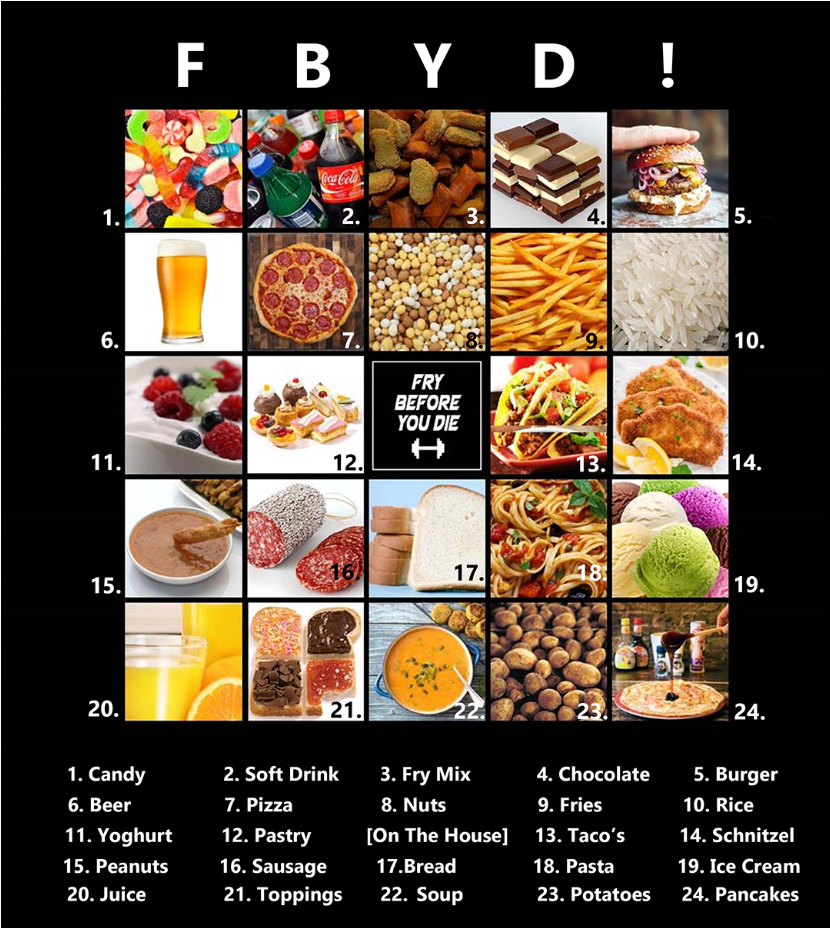 F B Y D !
Coca-Cola
1. 2. 3. 4. 5.
6. 7. 8. 9. 10.
FRY
BEFORE
YOU DIE
11. 12. 13. 14.
15. 16. 17. 18. 19.
20. 21. 22. 23. 24.
1. Candy 2. Soft Drink 3. Fry Mix 4. Chocolate 5. Burger
6. Beer 7. Pizza 8. Nuts 9. Fries 10. Rice
11. Yoghurt 12. Pastry [On The House] 13. Taco’s 14. Schnitzel
15. Peanuts 16. Sausage 17.Bread 18. Pasta 19. Ice Cream
20. Juice 21. Toppings 22. Soup 23. Potatoes 24. Pancakes